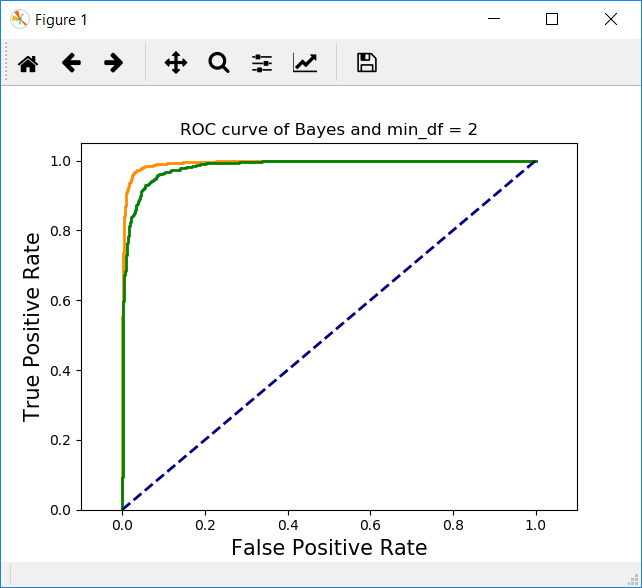 Figure 1
ROC curve of Bayes and min_df = 2
1.0
0.8
0.6
0.4
0.2
0.0
True Positive Rate
0.0 0.2 0.4 0.6 0.8 1.0
False Positive Rate